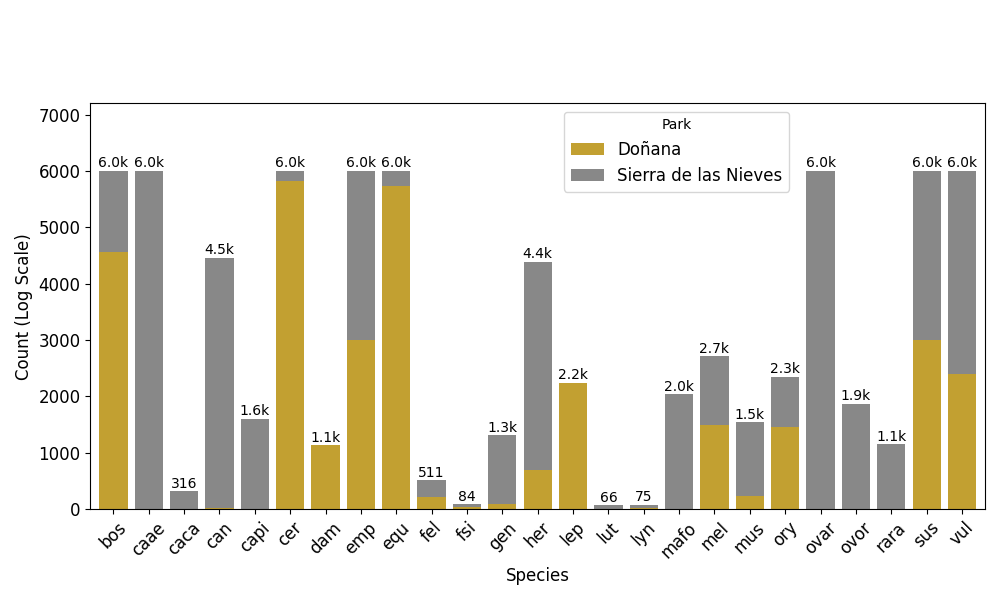 Park
Doñana
Sierra de las Nieves
Count (Log Scale)
7000
6000
5000
4000
3000
2000
1000
0
6.0k 6.0k 316 4.5k 1.6k 6.0k 1.1k 6.0k 6.0k 511 84 1.3k 4.4k 2.2k 66 75 2.0k 2.7k 1.5k 2.3k 6.0k 1.9k 1.1k 6.0k 6.0k
bos caae caca can capi cer dam emp equ fel fsi gen her lep lut lyn mafo mel mus ory ovar ovor rara sus vul
Species